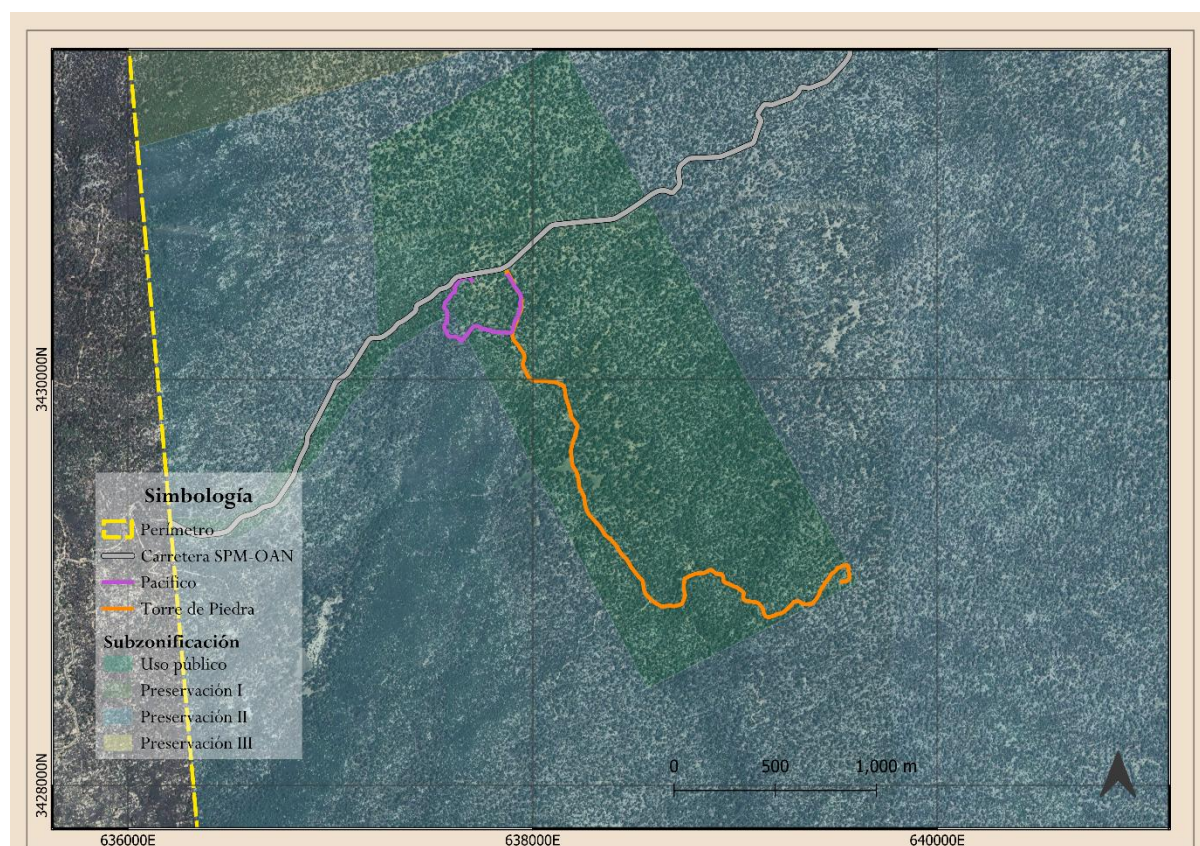 3430000N
3428000N
Simbología
Perímetro
Carretera SPM-OAN
Pacífico
Torre de Piedra
Subzonificación
Uso público
Preservación I
Preservación II
Preservación III
0 500 1,000 m
636000E 638000E 640000E